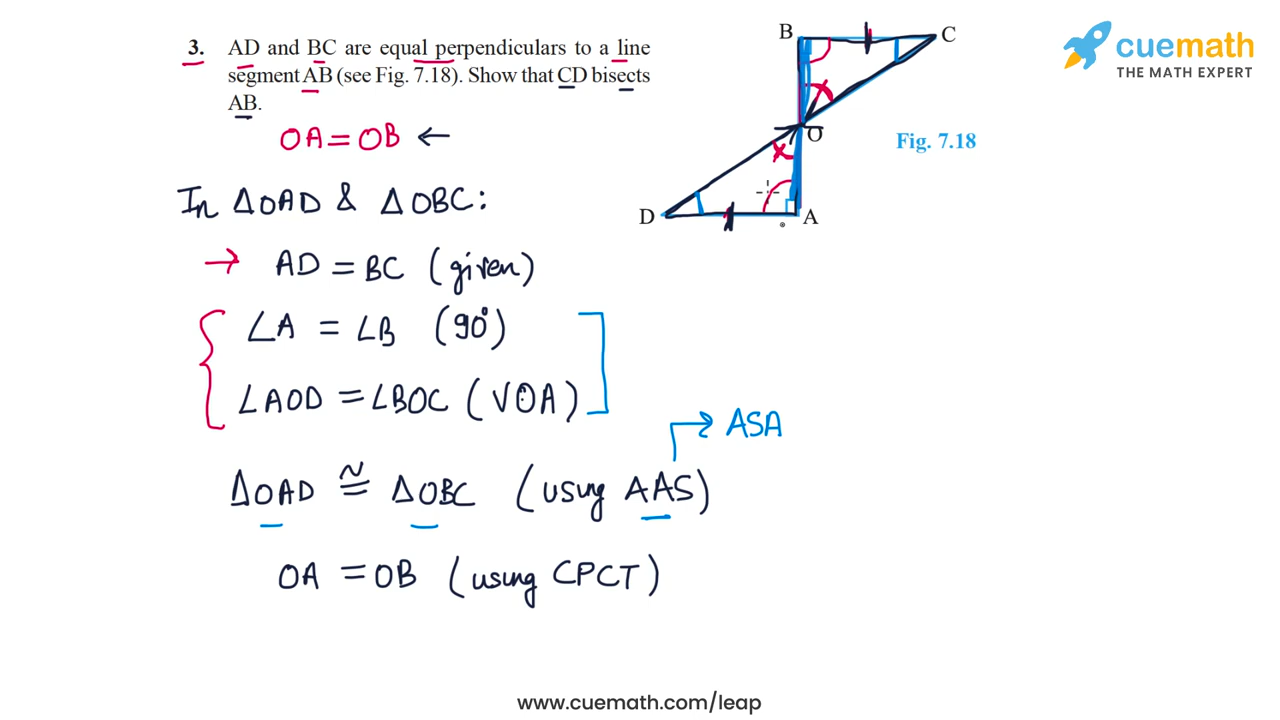 3. AD and BC are equal perpendiculars to a line
segment AB (see Fig. 7.18). Show that CD bisects
AB.
B
C
O
D
A
Fig. 7.18
cuemath
THE MATH EXPERT
OA = OB ←
In ΔOAD & ΔOBC:
→ AD = BC (given)
∠A = ∠B (90°)
∠AOD = ∠BOC (VOA)
ASA
ΔOAD ≅ ΔOBC (using AAS)
OA = OB (using CPCT)
www.cuemath.com/leap